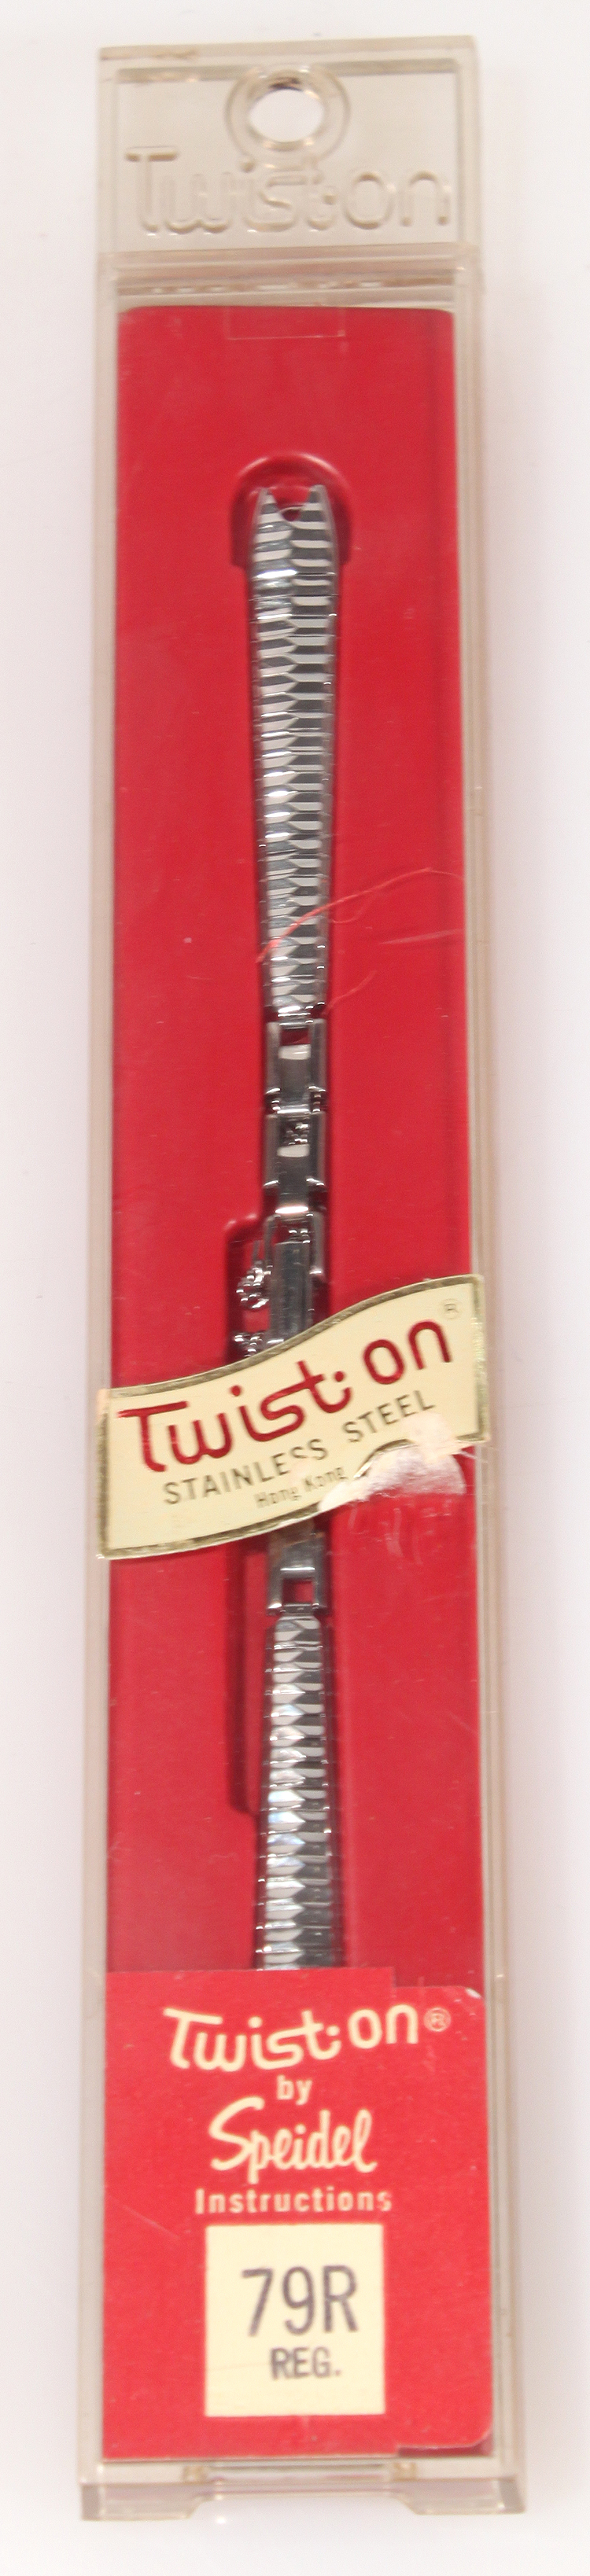 Twist·on
Twist·on ®
STAINLESS STEEL
Hong Kong
Twist·on®
by
Speidel
Instructions
79R
REG.